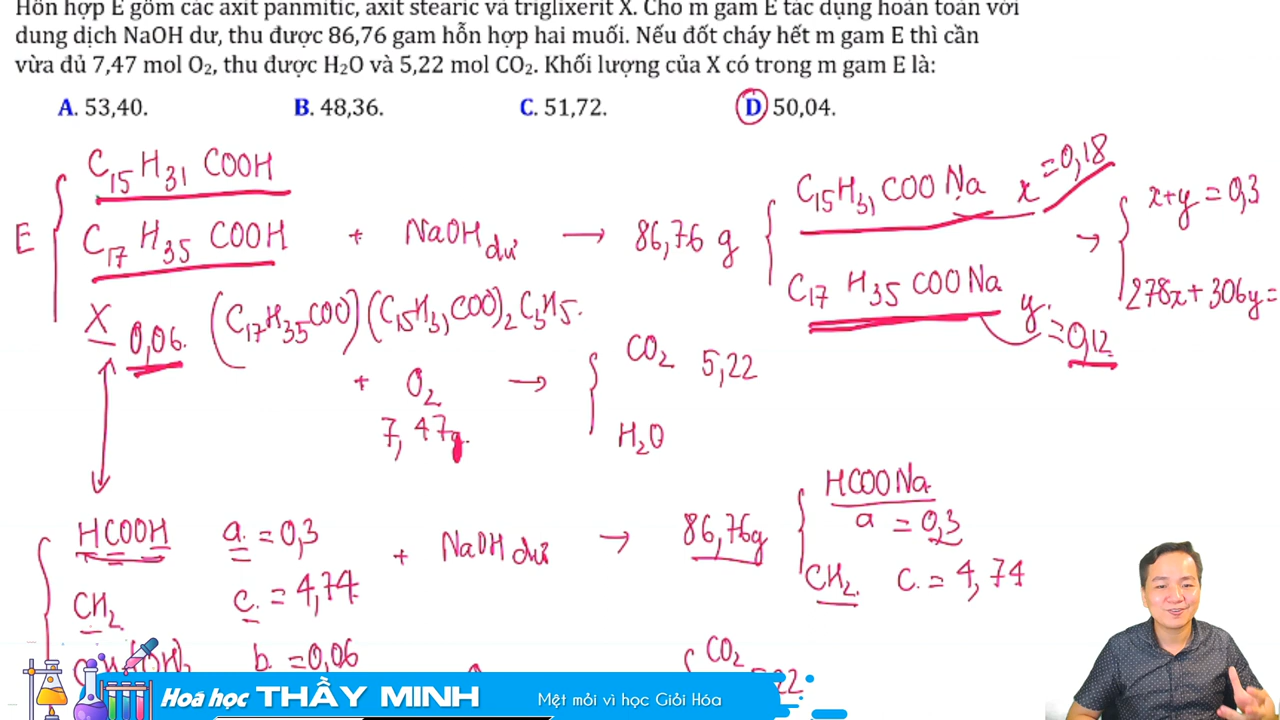 Hỗn hợp E gồm các axit panmitic, axit stearic và triglixerit X. Cho m gam E tác dụng hoàn toàn với
dung dịch NaOH dư, thu được 86,76 gam hỗn hợp hai muối. Nếu đốt cháy hết m gam E thì cần
vừa đủ 7,47 mol O₂, thu được H₂O và 5,22 mol CO₂. Khối lượng của X có trong m gam E là:
A. 53,40. B. 48,36. C. 51,72. D. 50,04.
C₁₅H₃₁COOH
C₁₅H₃₁COONa x = 0,18
x+y = 0,3
E C₁₇H₃₅COOH + NaOH dư → 86,76 g →
C₁₇H₃₅COONa y = 0,12
278x + 306y =
X 0,06. (C₁₇H₃₅COO)(C₁₅H₃₁COO)₂C₃H₅.
+ O₂ → CO₂ 5,22
7,47
H₂O
HCOOH a = 0,3 + NaOH dư → 86,76g HCOONa
a = 0,3
CH₂ c. = 4,74
CH₂. c. = 4,74
b = 0,06
CO₂
Hoá học THẦY MINH Mệt mỏi vì học Giỏi Hóa